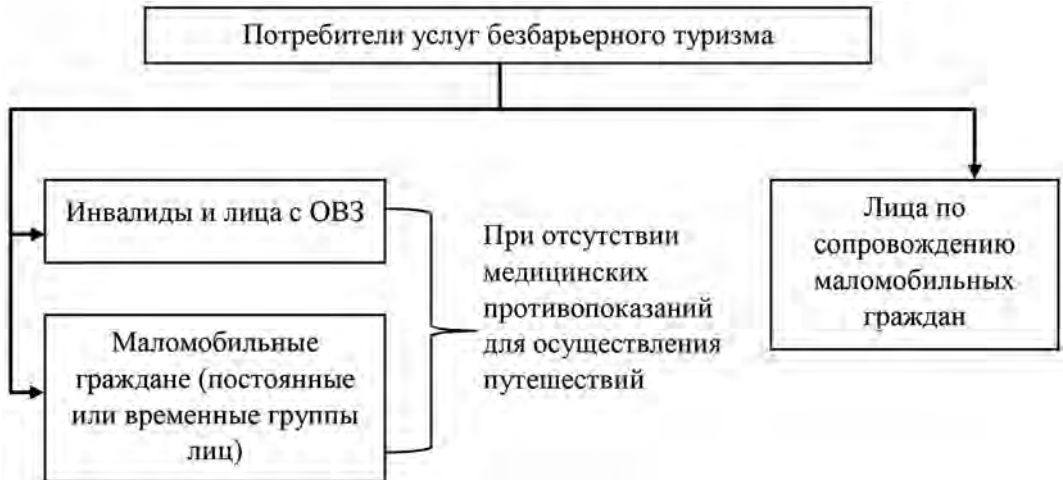 Потребители услуг безбарьерного туризма
Инвалиды и лица с ОВЗ
Маломобильные
граждане (постоянные
или временные группы
лиц)
При отсутствии
медицинских
противопоказаний
для осуществления
путешествий
Лица по
сопровождению
маломобильных
граждан